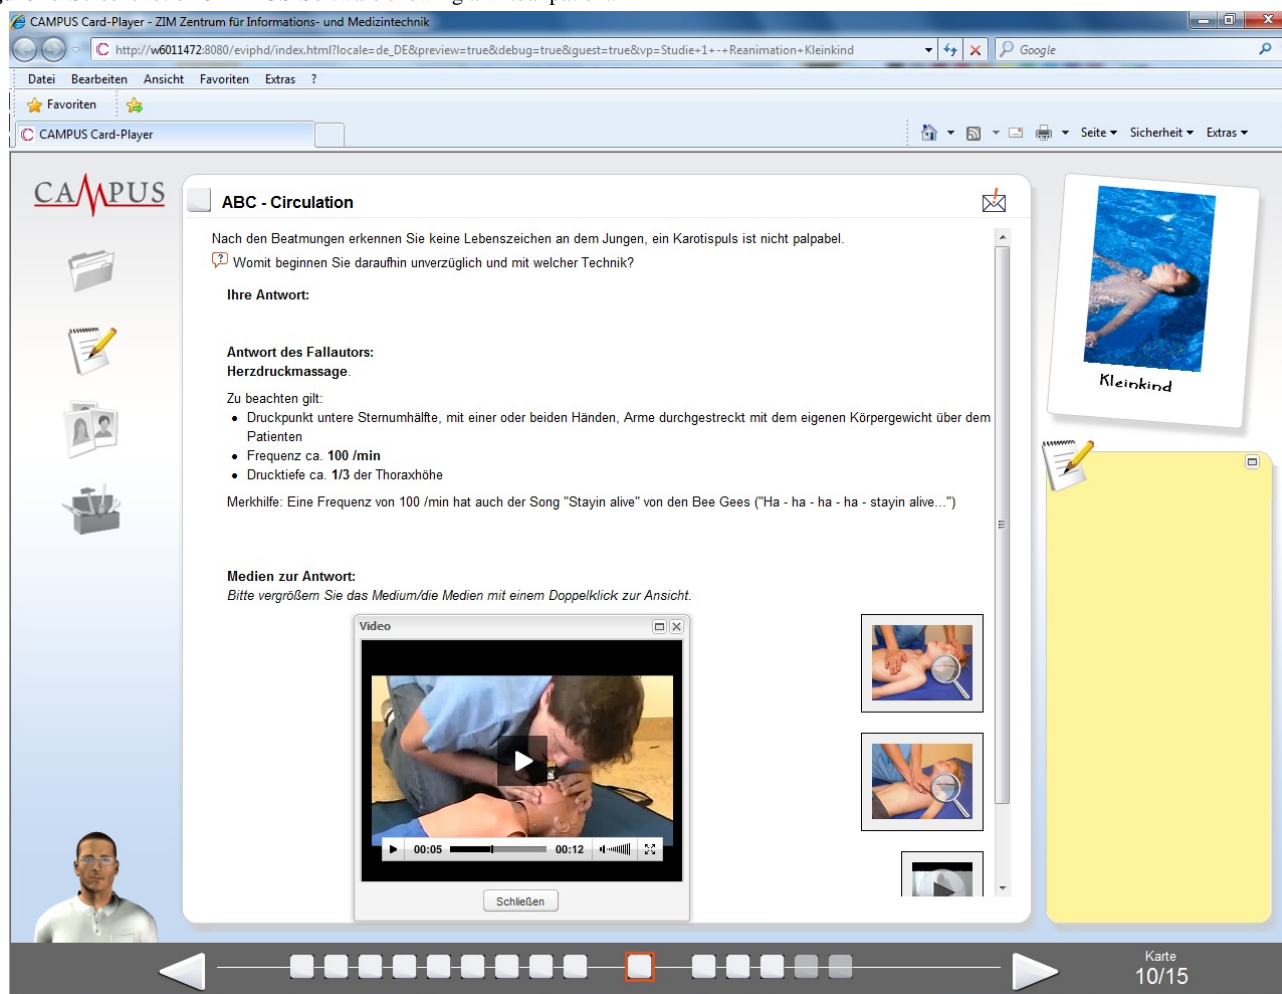 CAMPUS Card-Player - ZIM Zentrum für Informations- und Medizintechnik
http://w6011472:8080/eviphd/index.html?locale=de_DE&preview=true&debug=true&guest=true&vp=Studie+1+-+Reanimation+Kleinkind
Google
Datei Bearbeiten Ansicht Favoriten Extras ?
Favoriten
CAMPUS Card-Player
Seite Sicherheit Extras
CAMPUS
ABC - Circulation
Nach den Beatmungen erkennen Sie keine Lebenszeichen an dem Jungen, ein Karotispuls ist nicht palpabel.
? Womit beginnen Sie daraufhin unverzüglich und mit welcher Technik?
Ihre Antwort:
Antwort des Fallautors:
Herzdruckmassage.
Zu beachten gilt:
• Druckpunkt untere Sternumhälfte, mit einer oder beiden Händen, Arme durchgestreckt mit dem eigenen Körpergewicht über dem
Patienten
• Frequenz ca. 100 /min
• Drucktiefe ca. 1/3 der Thoraxhöhe
Merkhilfe: Eine Frequenz von 100 /min hat auch der Song "Stayin alive" von den Bee Gees ("Ha - ha - ha - ha - stayin alive...")
Medien zur Antwort:
Bitte vergrößern Sie das Medium/die Medien mit einem Doppelklick zur Ansicht.
Video
00:05 00:12
Schließen
Kleinkind
Karte
10/15